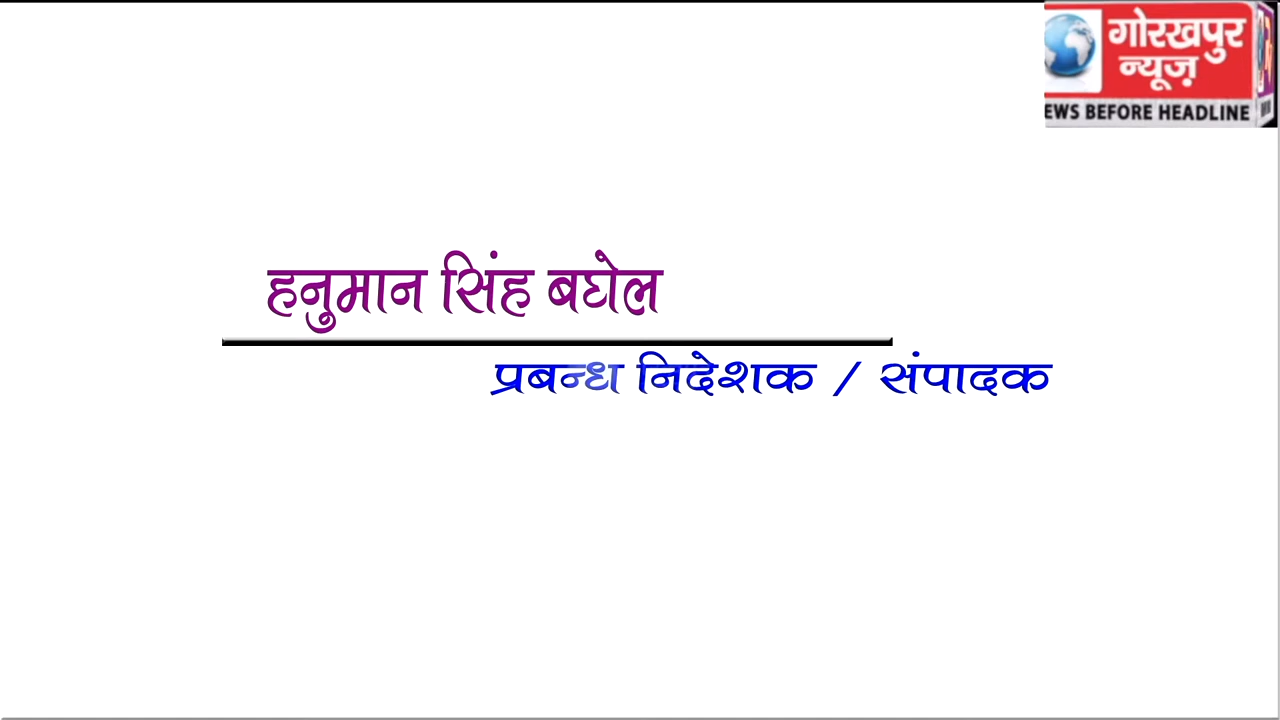 गोरखपुर
न्यूज़
EWS BEFORE HEADLINE
हनुमान सिंह बघेल
प्रबन्ध निदेशक / संपादक